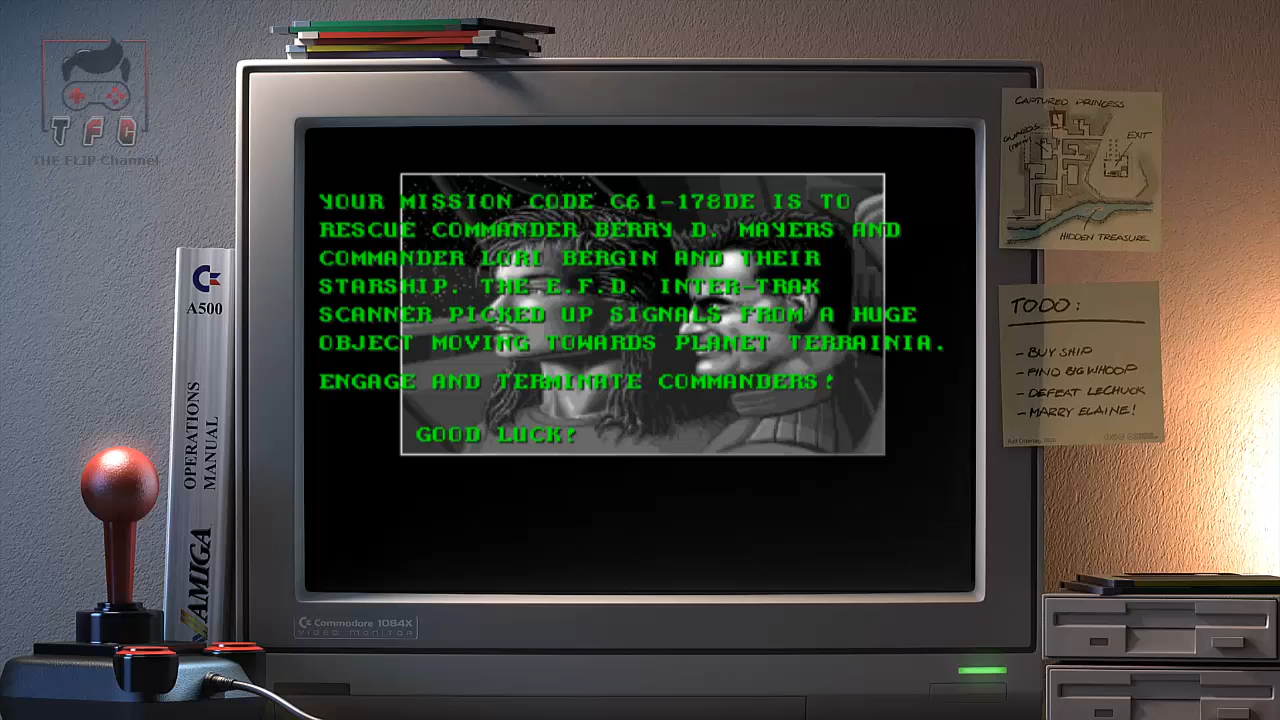 TFC
THE FLIP Channel
YOUR MISSION CODE C61-178DE IS TO
RESCUE COMMANDER BERRY D. MAYERS AND
COMMANDER LORI BERGIN AND THEIR
STARSHIP. THE E.F.D. INTER-TRAK
SCANNER PICKED UP SIGNALS FROM A HUGE
OBJECT MOVING TOWARDS PLANET TERRAINIA.
ENGAGE AND TERMINATE COMMANDERS!
GOOD LUCK!
CAPTURED PRINCESS
GUARDS
EXIT
HIDDEN TREASURE
TODO:
- BUY SHIP
- FIND BIG WHOOP
- DEFEAT LECHUCK
- MARRY ELAINE!
A500
OPERATIONS
MANUAL
AMIGA
Commodore 1084X
VIDEO MONITOR